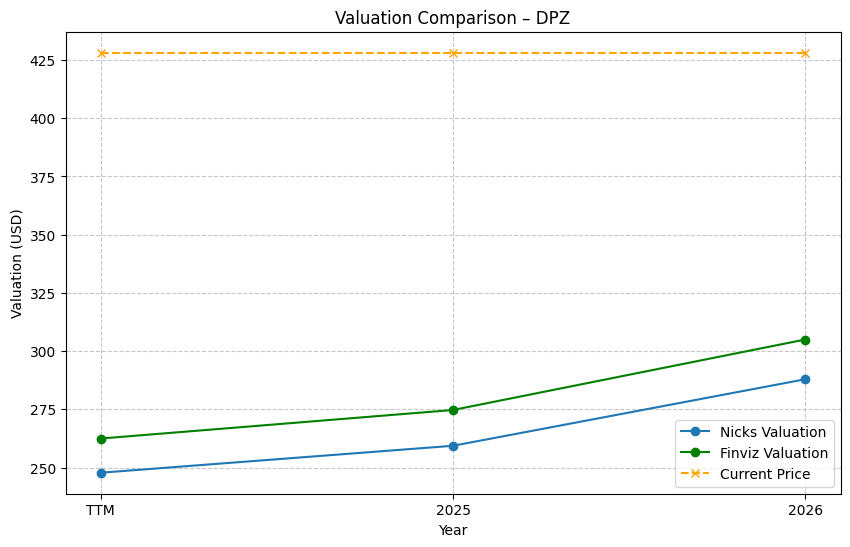 Valuation Comparison – DPZ
Valuation (USD)
425
400
375
350
325
300
275
250
TTM
2025
2026
Year
Nicks Valuation
Finviz Valuation
Current Price